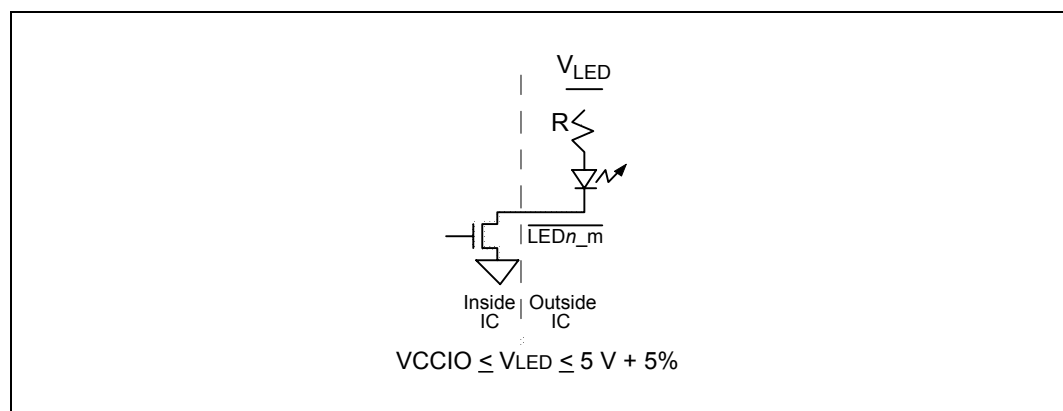 VLED
R
LEDn_m
Inside Outside
IC IC
VCCIO ≤ VLED ≤ 5 V + 5%